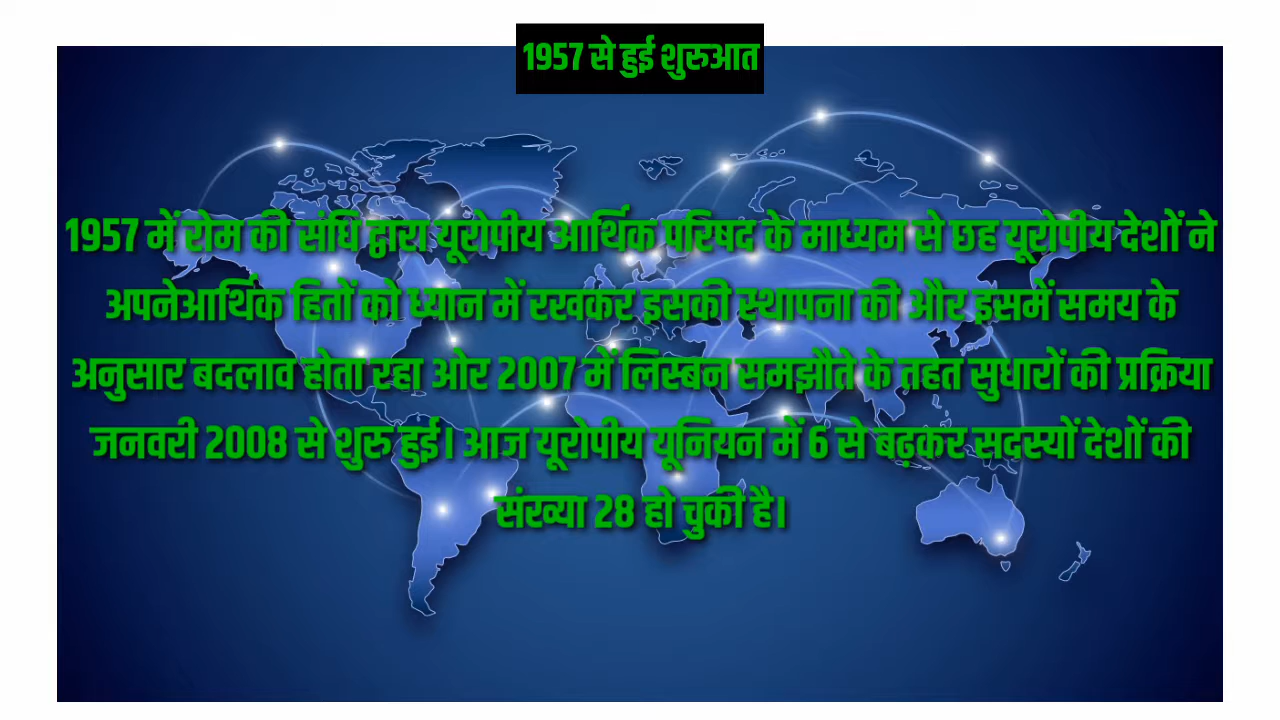 1957 से हुई शुरुआत
1957 में रोम की संधि द्वारा यूरोपीय आर्थिक परिषद के माध्यम से छह यूरोपीय देशों ने
अपनेआर्थिक हितों को ध्यान में रखकर इसकी स्थापना की और इसमें समय के
अनुसार बदलाव होता रहा ओर 2007 में लिस्बन समझौते के तहत सुधारों की प्रक्रिया
जनवरी 2008 से शुरु हुई। आज यूरोपीय यूनियन में 6 से बढ़कर सदस्यों देशों की
संख्या 28 हो चुकी है।